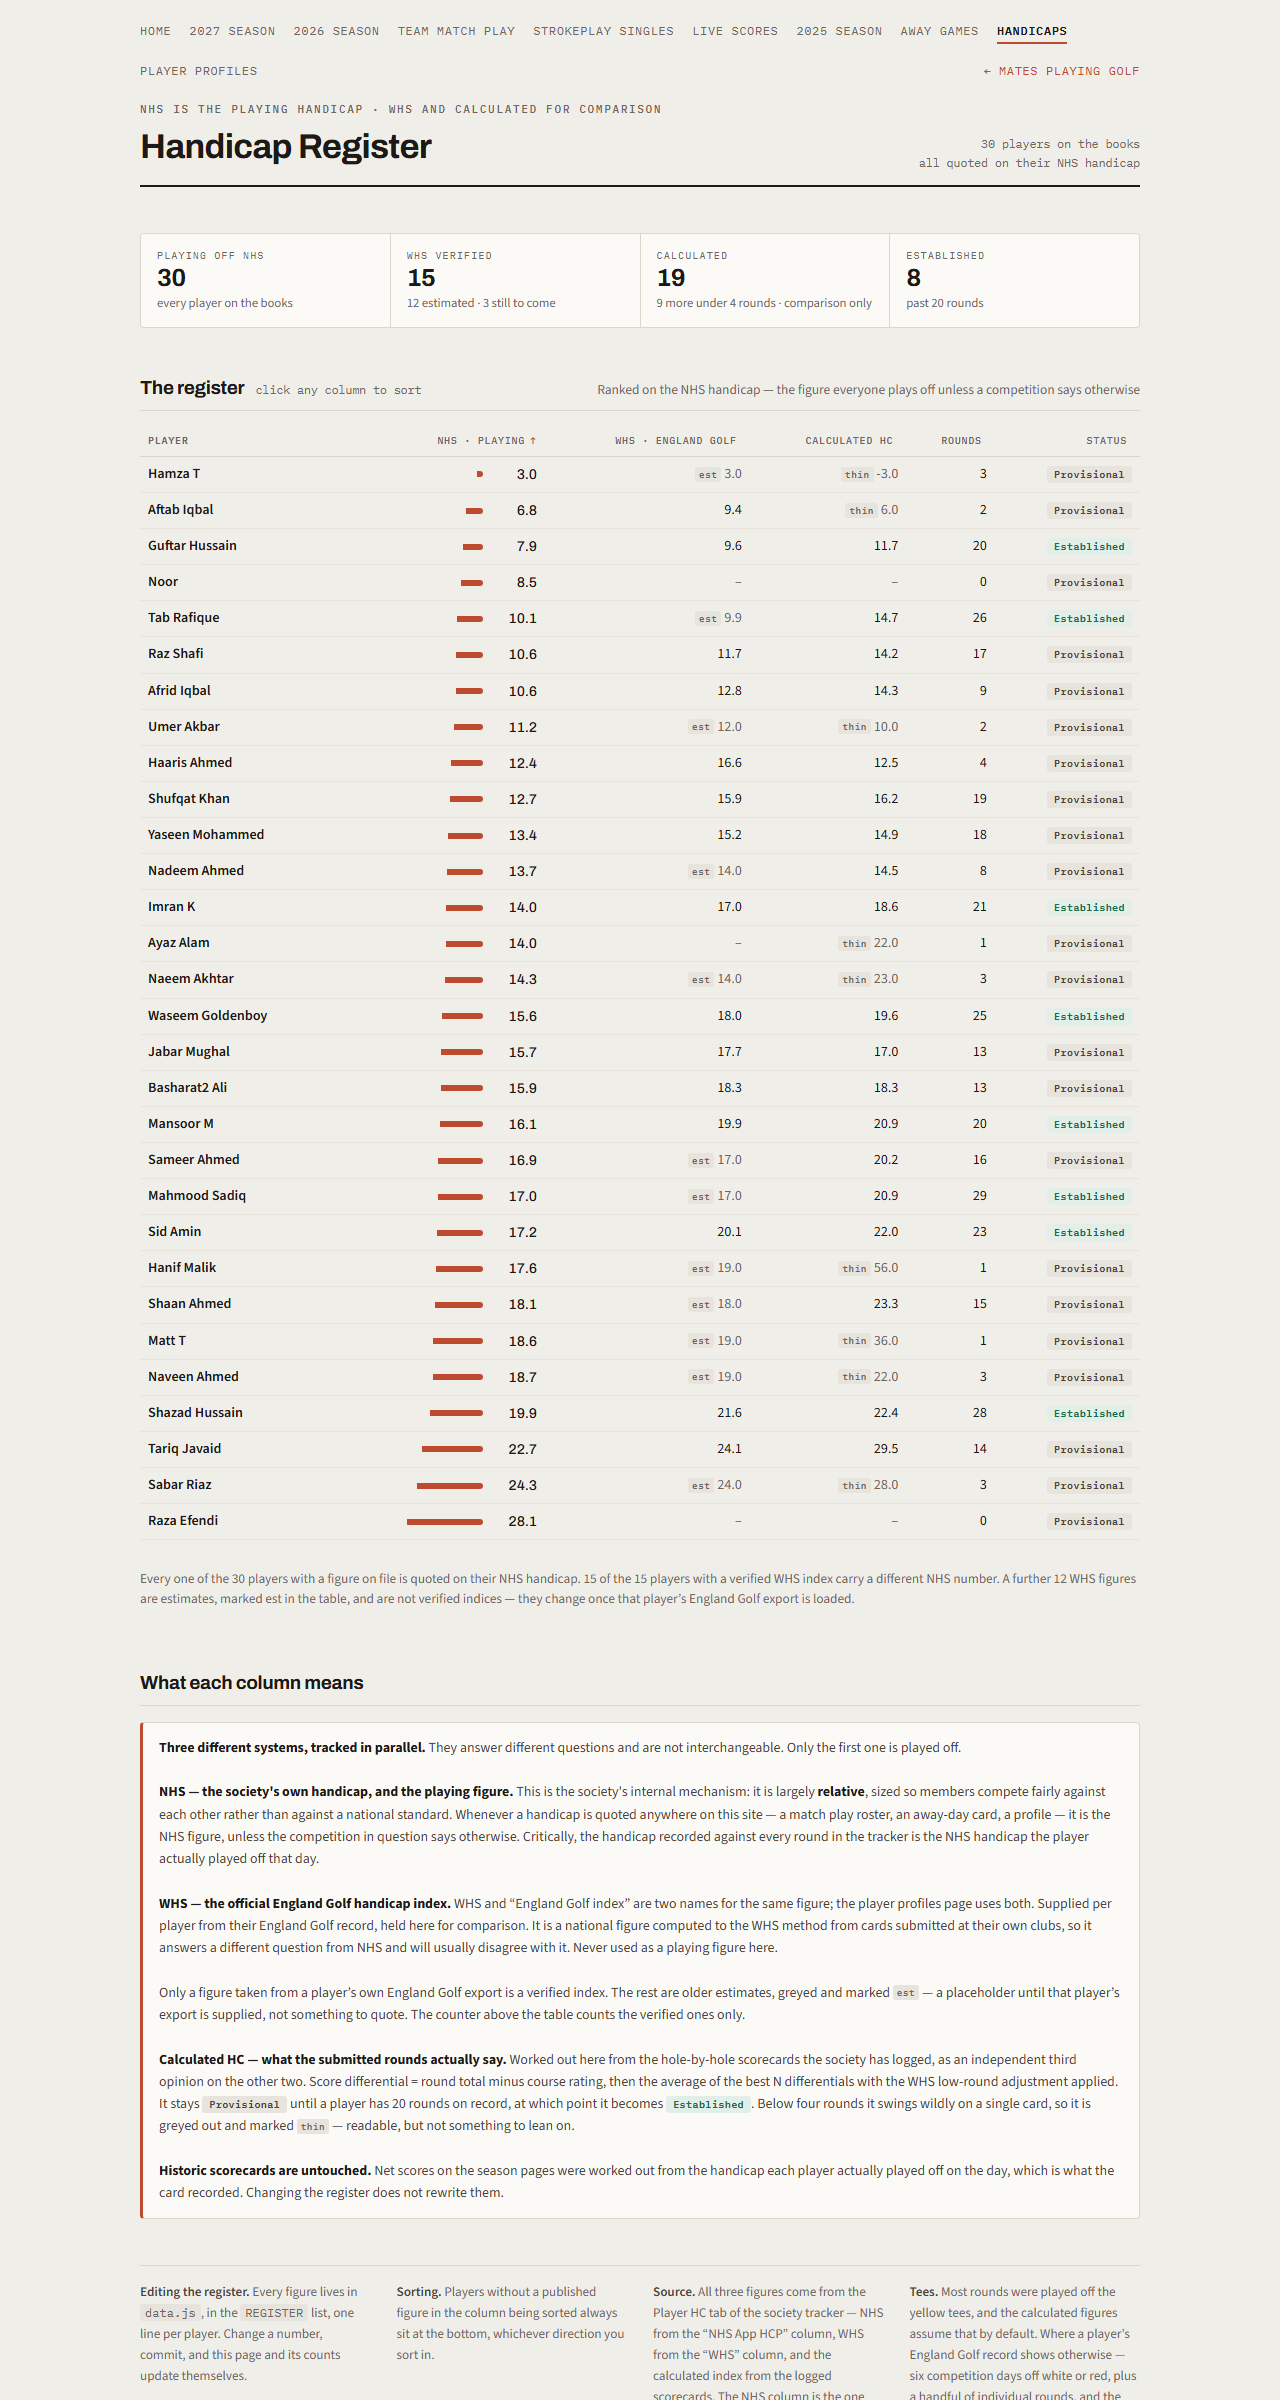 HOME 2027 SEASON 2026 SEASON TEAM MATCH PLAY STROKEPLAY SINGLES LIVE SCORES 2025 SEASON AWAY GAMES HANDICAPS
PLAYER PROFILES ← MATES PLAYING GOLF
NHS IS THE PLAYING HANDICAP · WHS AND CALCULATED FOR COMPARISON
Handicap Register
30 players on the books
all quoted on their NHS handicap
PLAYING OFF NHS
30
every player on the books
WHS VERIFIED
15
12 estimated · 3 still to come
CALCULATED
19
9 more under 4 rounds · comparison only
ESTABLISHED
8
past 20 rounds
The register click any column to sort Ranked on the NHS handicap — the figure everyone plays off unless a competition says otherwise
PLAYER NHS · PLAYING ↑ WHS · ENGLAND GOLF CALCULATED HC ROUNDS STATUS
Hamza T 3.0 est 3.0 thin -3.0 3 Provisional
Aftab Iqbal 6.8 9.4 thin 6.0 2 Provisional
Guftar Hussain 7.9 9.6 11.7 20 Established
Noor 8.5 – – 0 Provisional
Tab Rafique 10.1 est 9.9 14.7 26 Established
Raz Shafi 10.6 11.7 14.2 17 Provisional
Afrid Iqbal 10.6 12.8 14.3 9 Provisional
Umer Akbar 11.2 est 12.0 thin 10.0 2 Provisional
Haaris Ahmed 12.4 16.6 12.5 4 Provisional
Shufqat Khan 12.7 15.9 16.2 19 Provisional
Yaseen Mohammed 13.4 15.2 14.9 18 Provisional
Nadeem Ahmed 13.7 est 14.0 14.5 8 Provisional
Imran K 14.0 17.0 18.6 21 Established
Ayaz Alam 14.0 – thin 22.0 1 Provisional
Naeem Akhtar 14.3 est 14.0 thin 23.0 3 Provisional
Waseem Goldenboy 15.6 18.0 19.6 25 Established
Jabar Mughal 15.7 17.7 17.0 13 Provisional
Basharat2 Ali 15.9 18.3 18.3 13 Provisional
Mansoor M 16.1 19.9 20.9 20 Established
Sameer Ahmed 16.9 est 17.0 20.2 16 Provisional
Mahmood Sadiq 17.0 est 17.0 20.9 29 Established
Sid Amin 17.2 20.1 22.0 23 Established
Hanif Malik 17.6 est 19.0 thin 56.0 1 Provisional
Shaan Ahmed 18.1 est 18.0 23.3 15 Provisional
Matt T 18.6 est 19.0 thin 36.0 1 Provisional
Naveen Ahmed 18.7 est 19.0 thin 22.0 3 Provisional
Shazad Hussain 19.9 21.6 22.4 28 Established
Tariq Javaid 22.7 24.1 29.5 14 Provisional
Sabar Riaz 24.3 est 24.0 thin 28.0 3 Provisional
Raza Efendi 28.1 – – 0 Provisional
Every one of the 30 players with a figure on file is quoted on their NHS handicap. 15 of the 15 players with a verified WHS index carry a different NHS number. A further 12 WHS figures
are estimates, marked est in the table, and are not verified indices — they change once that player’s England Golf export is loaded.
What each column means
Three different systems, tracked in parallel. They answer different questions and are not interchangeable. Only the first one is played off.
NHS — the society's own handicap, and the playing figure. This is the society's internal mechanism: it is largely relative, sized so members compete fairly against
each other rather than against a national standard. Whenever a handicap is quoted anywhere on this site — a match play roster, an away-day card, a profile — it is the
NHS figure, unless the competition in question says otherwise. Critically, the handicap recorded against every round in the tracker is the NHS handicap the player
actually played off that day.
WHS — the official England Golf handicap index. WHS and “England Golf index” are two names for the same figure; the player profiles page uses both. Supplied per
player from their England Golf record, held here for comparison. It is a national figure computed to the WHS method from cards submitted at their own clubs, so it
answers a different question from NHS and will usually disagree with it. Never used as a playing figure here.
Only a figure taken from a player’s own England Golf export is a verified index. The rest are older estimates, greyed and marked est — a placeholder until that player’s
export is supplied, not something to quote. The counter above the table counts the verified ones only.
Calculated HC — what the submitted rounds actually say. Worked out here from the hole-by-hole scorecards the society has logged, as an independent third
opinion on the other two. Score differential = round total minus course rating, then the average of the best N differentials with the WHS low-round adjustment applied.
It stays Provisional until a player has 20 rounds on record, at which point it becomes Established. Below four rounds it swings wildly on a single card, so it is
greyed out and marked thin — readable, but not something to lean on.
Historic scorecards are untouched. Net scores on the season pages were worked out from the handicap each player actually played off on the day, which is what the
card recorded. Changing the register does not rewrite them.
Editing the register. Every figure lives in
data.js, in the REGISTER list, one
line per player. Change a number,
commit, and this page and its counts
update themselves.
Sorting. Players without a published
figure in the column being sorted always
sit at the bottom, whichever direction you
sort in.
Source. All three figures come from the
Player HC tab of the society tracker — NHS
from the “NHS App HCP” column, WHS
from the “WHS” column, and the
calculated index from the logged
scorecards. The NHS column is the one
Tees. Most rounds were played off the
yellow tees, and the calculated figures
assume that by default. Where a player’s
England Golf record shows otherwise —
six competition days off white or red, plus
a handful of individual rounds, and the